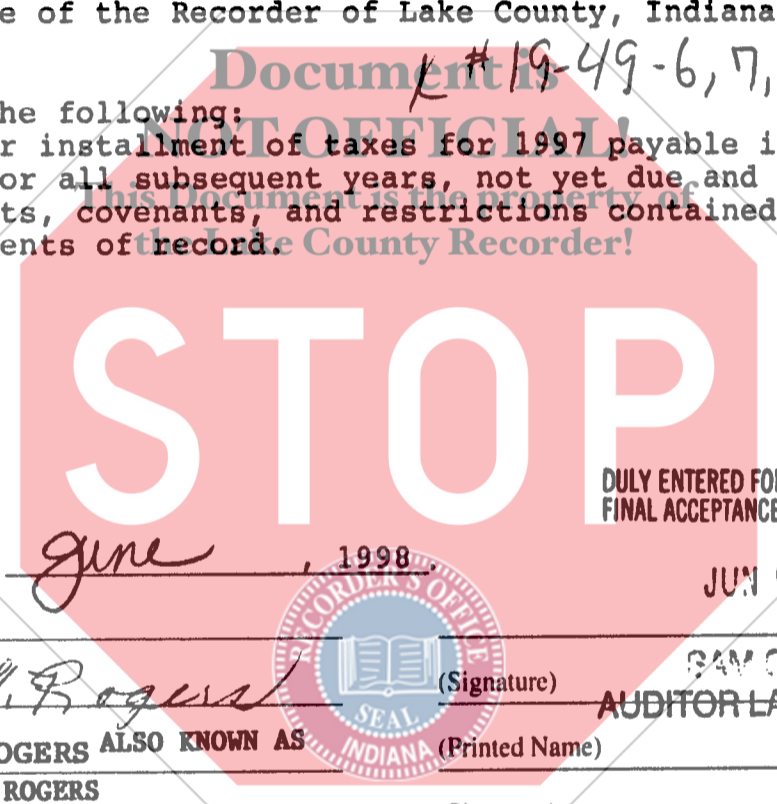 e of the Recorder of Lake County, Indiana
Document is
# 19-49-6, 7,
he following:
NOT OFFICIAL!
r installment of taxes for 1997 payable i
or all subsequent years, not yet due and
This Document is the property of
ts, covenants, and restrictions contained
ents of record.
the Lake County Recorder!
STOP
DULY ENTERED FO
FINAL ACCEPTANCE
June , 1998 .
JUN
RECORDER'S OFFICE
Rogers
(Signature)
SAM
AUDITOR LA
SEAL
INDIANA
OGERS ALSO KNOWN AS
(Printed Name)
ROGERS